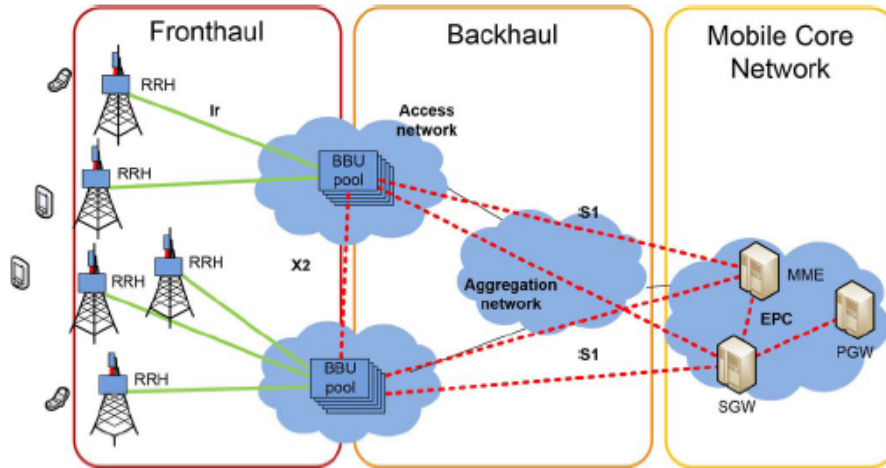 Fronthaul
Backhaul
Mobile Core
Network
RRH
Ir
Access
network
BBU
pool
RRH
S1
X2
RRH
RRH
Aggregation
network
MME
EPC
PGW
BBU
pool
S1
RRH
SGW